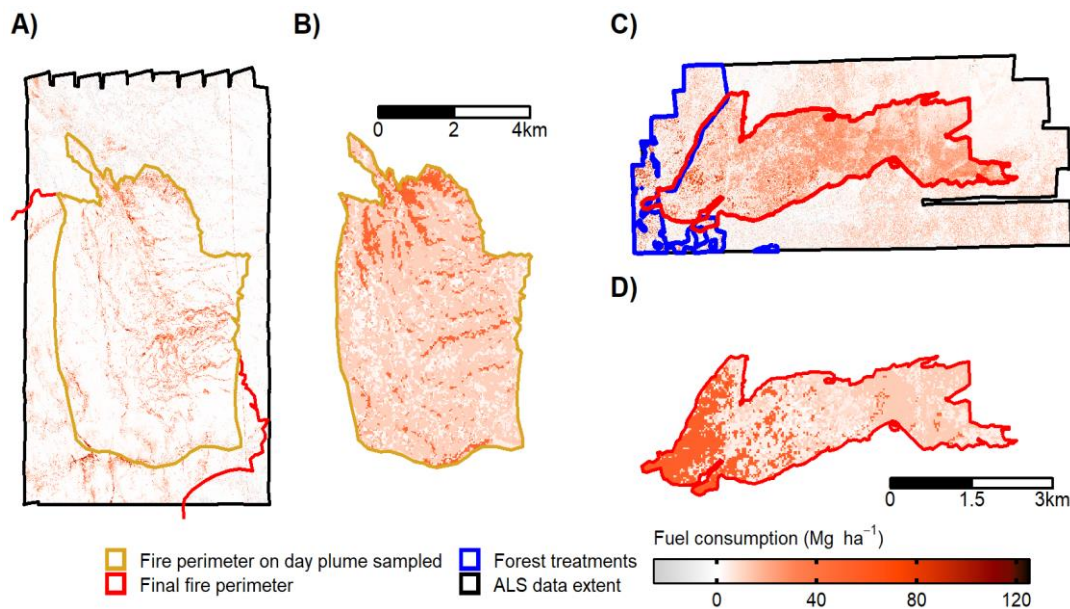 A)
B)
C)
0 2 4km
D)
0 1.5 3km
Fire perimeter on day plume sampled
Final fire perimeter
Forest treatments
ALS data extent
Fuel consumption (Mg ha⁻¹)
0 40 80 120